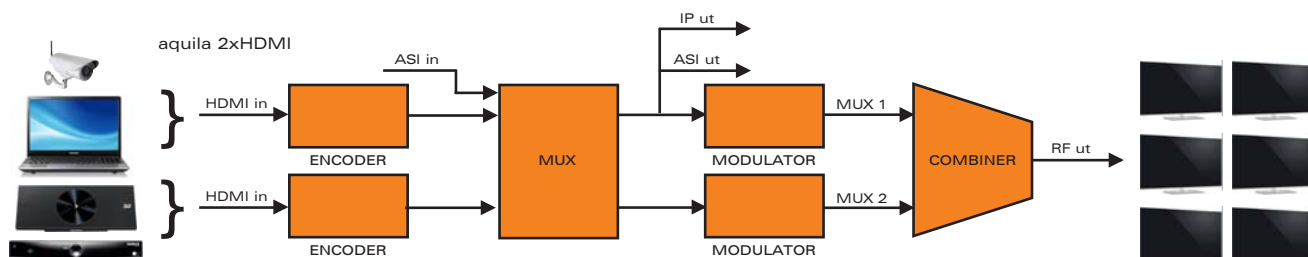 IP ut
aquila 2xHDMI
ASI in
ASI ut
HDMI in
MUX 1
MUX
COMBINER
RF ut
ENCODER
MODULATOR
HDMI in
MUX 2
ENCODER
MODULATOR